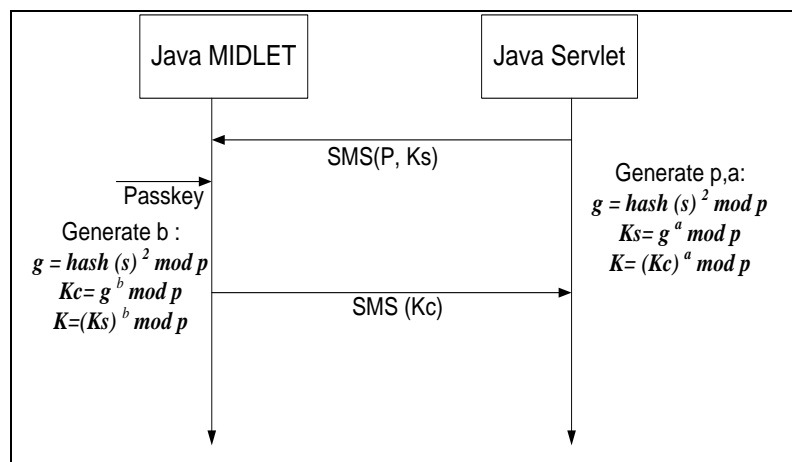 Java MIDLET
Java Servlet
SMS(P, Ks)
Passkey
Generate b :
g = hash (s) ² mod p
Kc= g ᵇ mod p
K=(Ks) ᵇ mod p
Generate p,a:
g = hash (s) ² mod p
Ks= g ᵃ mod p
K= (Kc) ᵃ mod p
SMS (Kc)